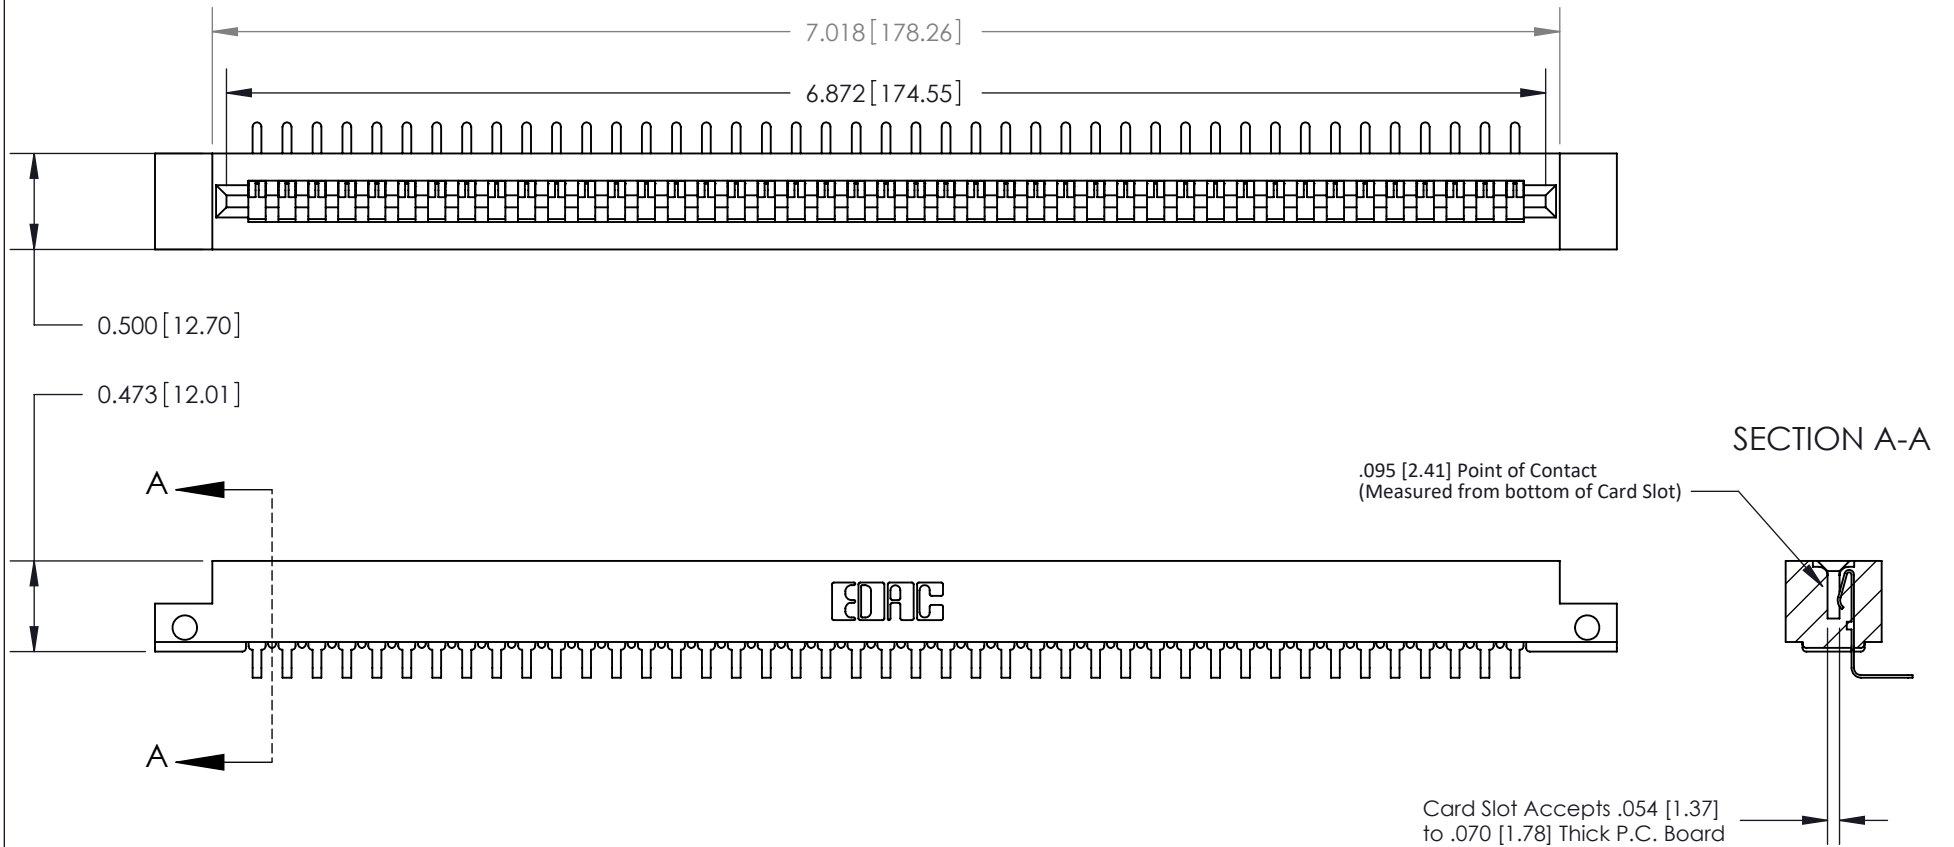 7.018[178.26]
6.872[174.55]
0.500[12.70]
0.473[12.01]
SECTION A-A
.095 [2.41] Point of Contact
(Measured from bottom of Card Slot)
A
EDAC
A
Card Slot Accepts .054 [1.37]
to .070 [1.78] Thick P.C. Board